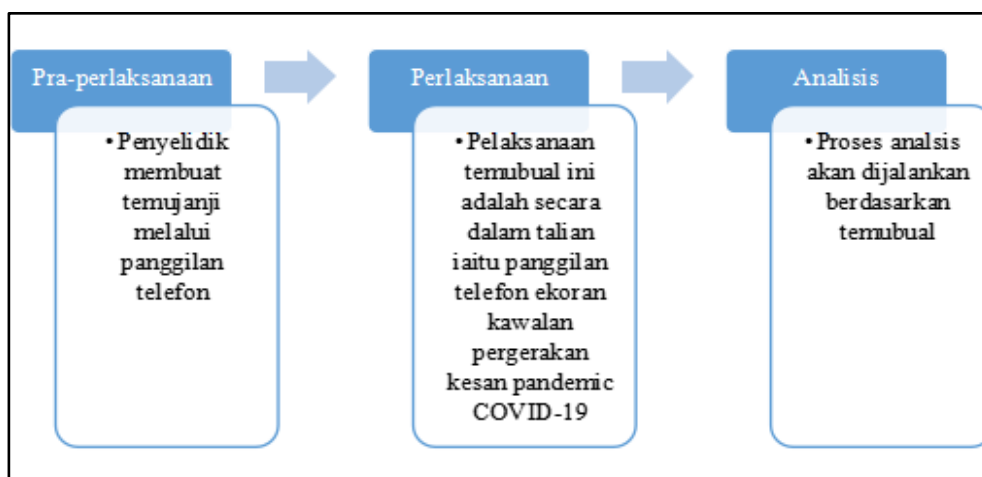 Pra-perlaksanaan
•Penyelidik
membuat
temujanji
melalui
panggilan
telefon
Perlaksanaan
•Pelaksanaan
temubual ini
adalah secara
dalam talian
iaitu panggilan
telefon ekoran
kawalan
pergerakan
kesan pandemic
COVID-19
Analisis
•Proses analsis
akan dijalankan
berdasarkan
temubual